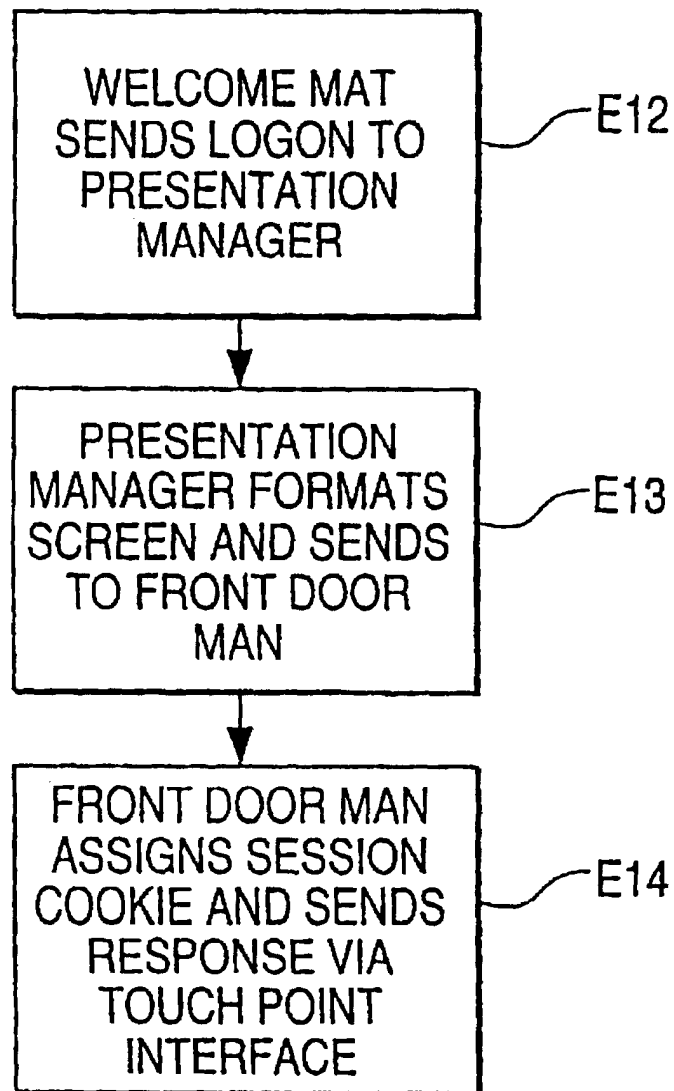 WELCOME MAT
SENDS LOGON TO
PRESENTATION
MANAGER
E12
PRESENTATION
MANAGER FORMATS
SCREEN AND SENDS
TO FRONT DOOR
MAN
E13
FRONT DOOR MAN
ASSIGNS SESSION
COOKIE AND SENDS
RESPONSE VIA
TOUCH POINT
INTERFACE
E14